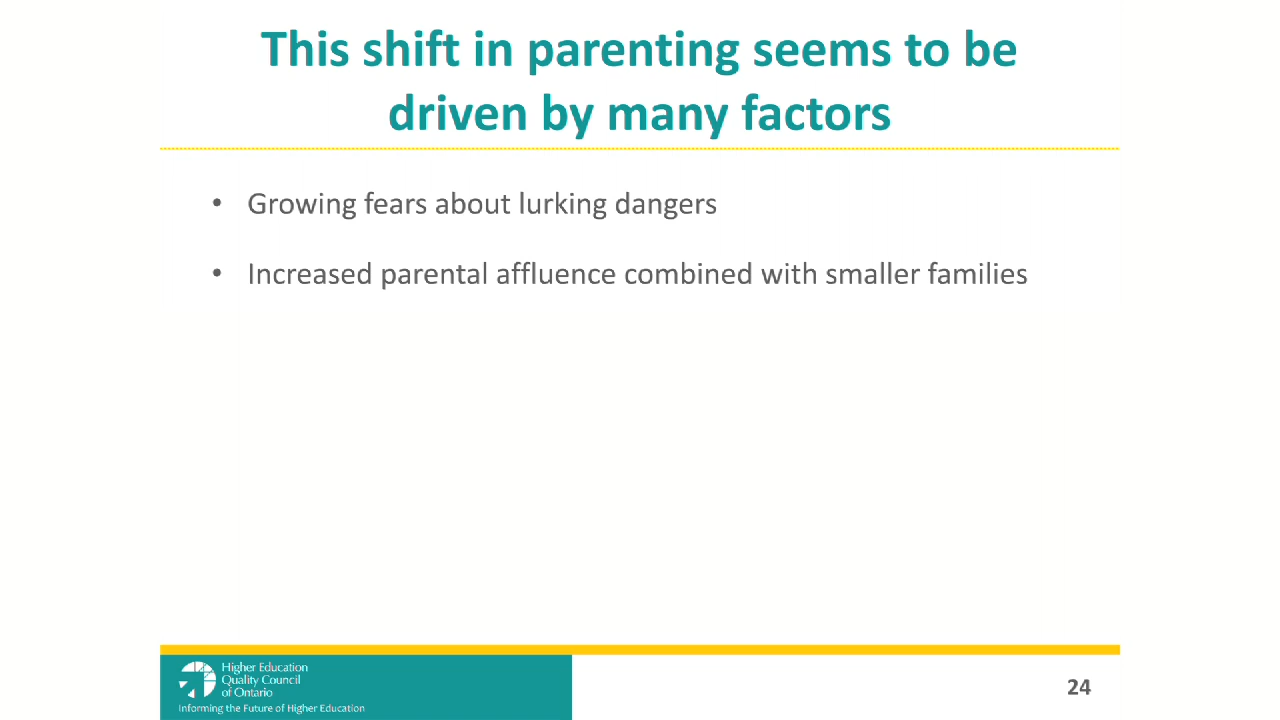 This shift in parenting seems to be
driven by many factors
• Growing fears about lurking dangers
• Increased parental affluence combined with smaller families
Higher Education
Quality Council
of Ontario
Informing the Future of Higher Education
24